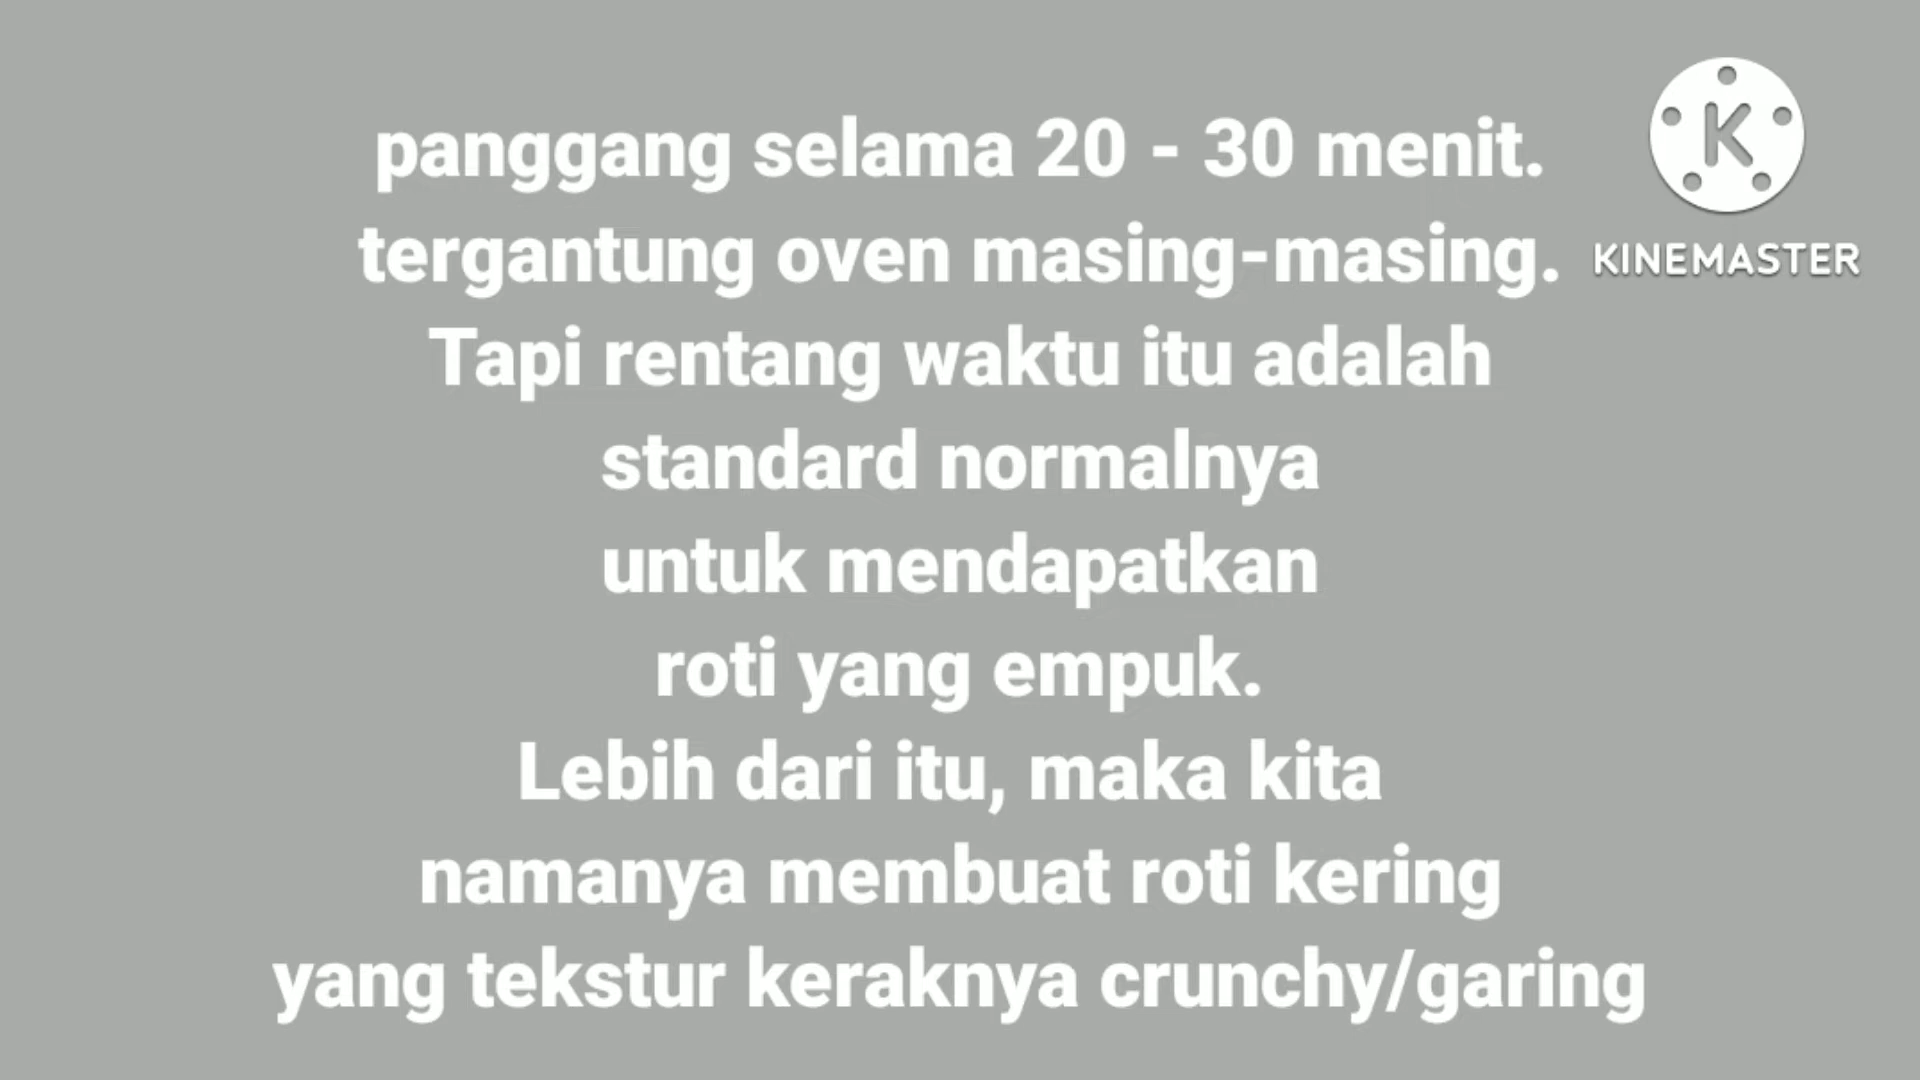 panggang selama 20 - 30 menit.
tergantung oven masing-masing.
Tapi rentang waktu itu adalah
standard normalnya
untuk mendapatkan
roti yang empuk.
Lebih dari itu, maka kita
namanya membuat roti kering
yang tekstur keraknya crunchy/garing
K
KINEMASTER